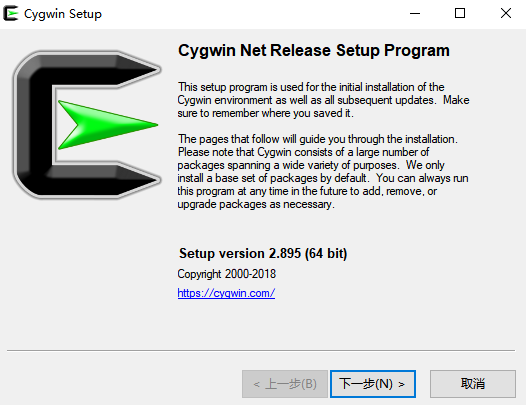 Cygwin Setup
Cygwin Net Release Setup Program
This setup program is used for the initial installation of the
Cygwin environment as well as all subsequent updates.  Make
sure to remember where you saved it.
The pages that follow will guide you through the installation.
Please note that Cygwin consists of a large number of
packages spanning a wide variety of purposes.  We only
install a base set of packages by default.  You can always run
this program at any time in the future to add, remove, or
upgrade packages as necessary.
Setup version 2.895 (64 bit)
Copyright 2000-2018
https://cygwin.com/
< 上一步(B)
下一步(N) >
取消